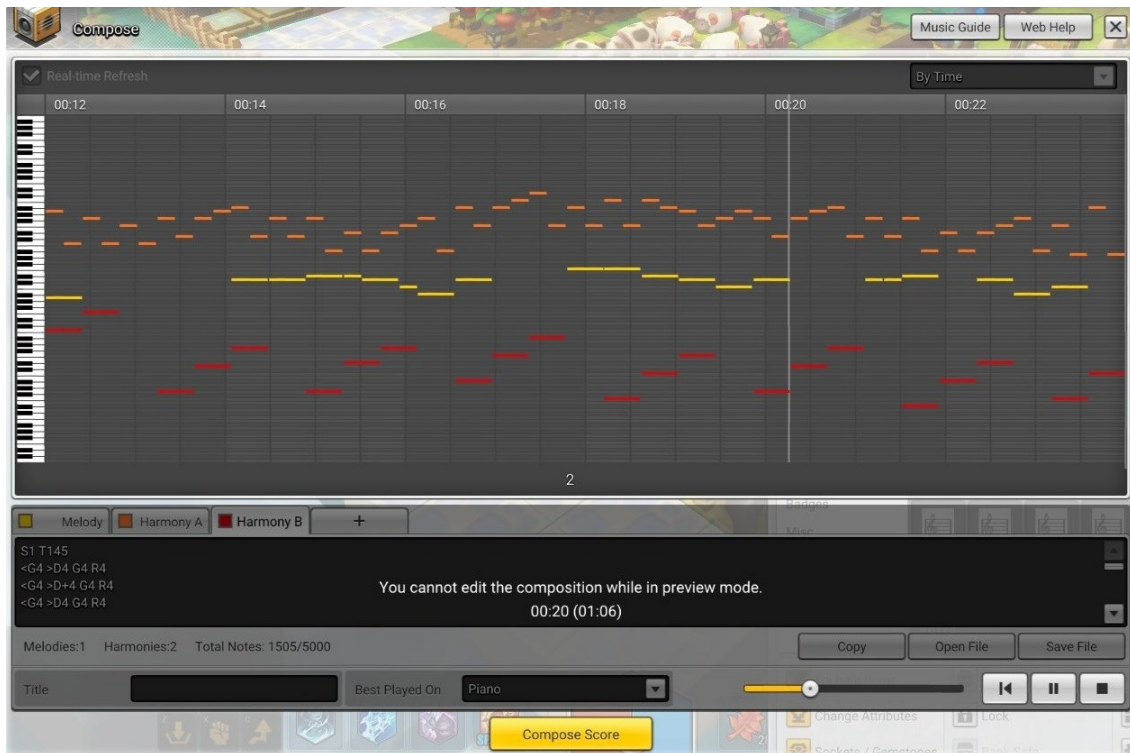 Compose
Music Guide
Web Help
Real-time Refresh
By Time
00:12
00:14
00:16
00:18
00:20
00:22
2
Melody
Harmony A
Harmony B
+
Badges
Misc
S1 T145
<G4 >D4 G4 R4
<G4 >D+4 G4 R4
<G4 >D4 G4 R4
You cannot edit the composition while in preview mode.
00:20 (01:06)
Melodies:1 Harmonies:2 Total Notes: 1505/5000
Copy
Open File
Save File
Title
Best Played On
Piano
Compose Score
Change Attributes
Lock
Sockets / Gemstones